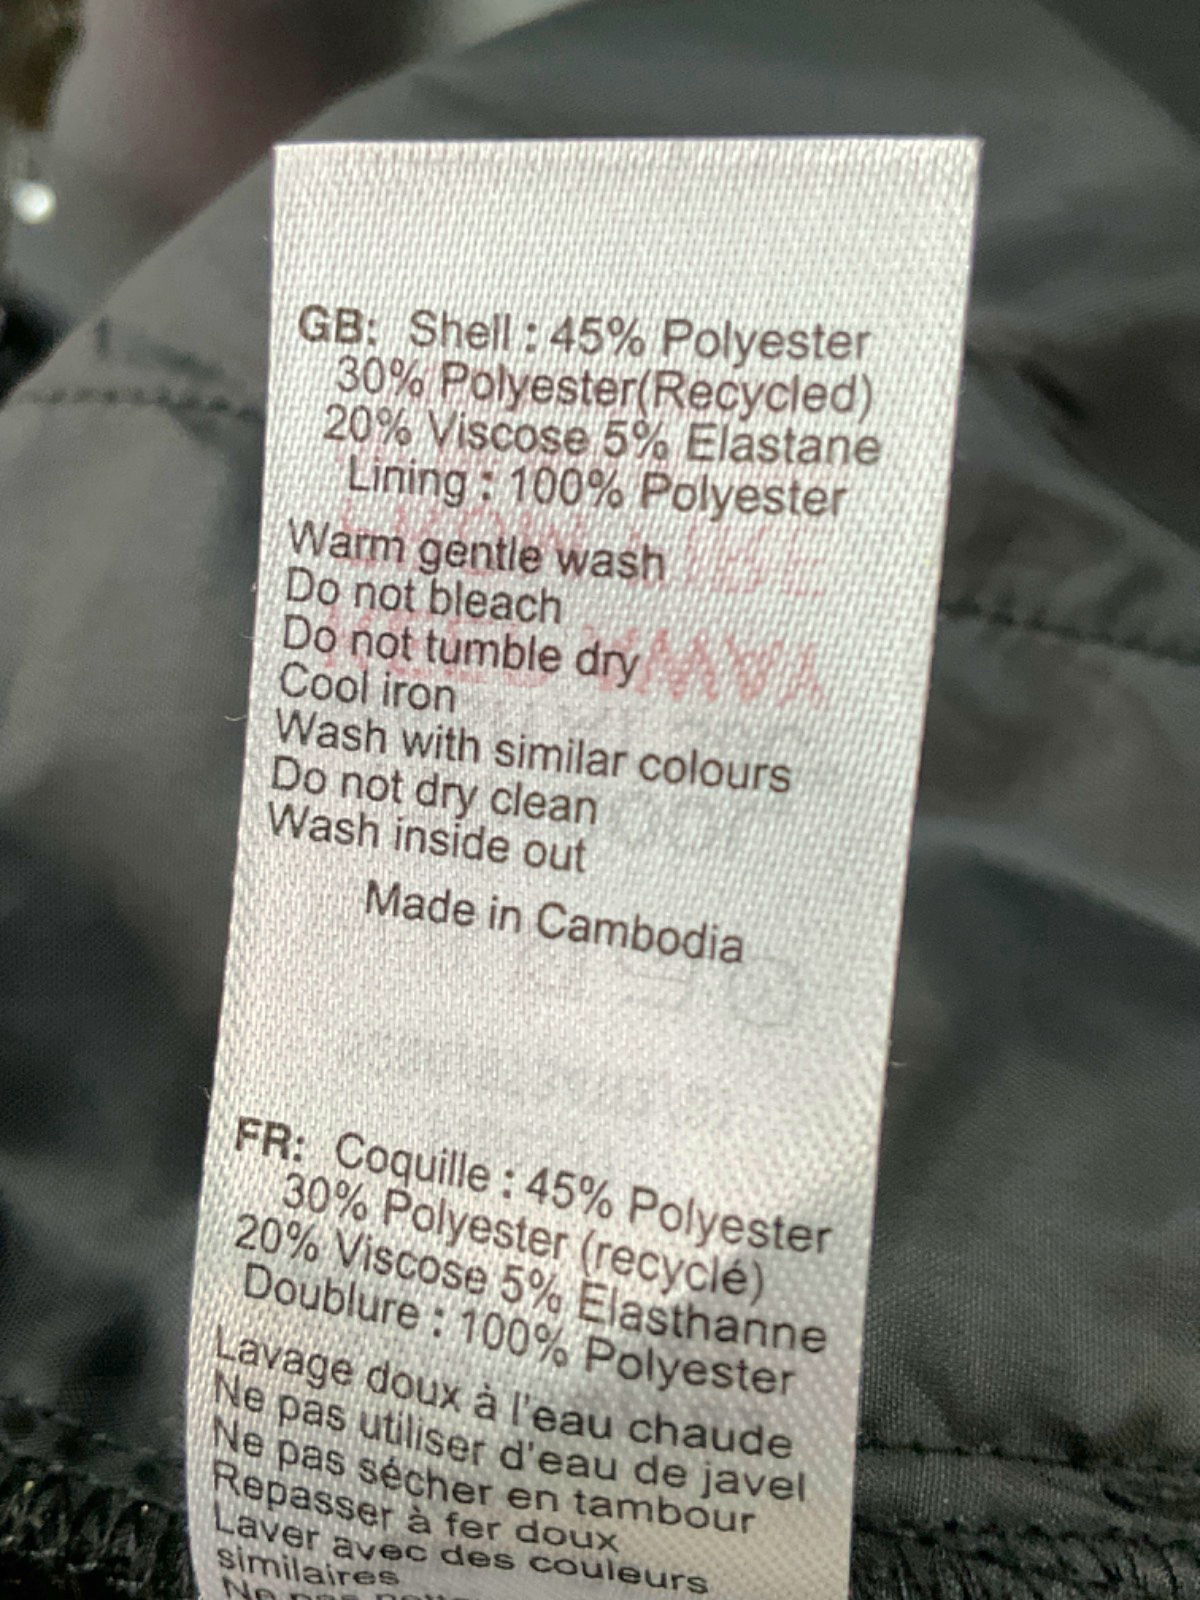 GB: Shell : 45% Polyester
30% Polyester(Recycled)
20% Viscose 5% Elastane
Lining : 100% Polyester
Warm gentle wash
Do not bleach
Do not tumble dry
Cool iron
Wash with similar colours
Do not dry clean
Wash inside out
Made in Cambodia
FR: Coquille : 45% Polyester
30% Polyester (recyclé)
20% Viscose 5% Elasthanne
Doublure : 100% Polyester
Lavage doux à l'eau chaude
Ne pas utiliser d'eau de javel
Ne pas sécher en tambour
Repasser à fer doux
Laver avec des couleurs
similaires
Ne pas